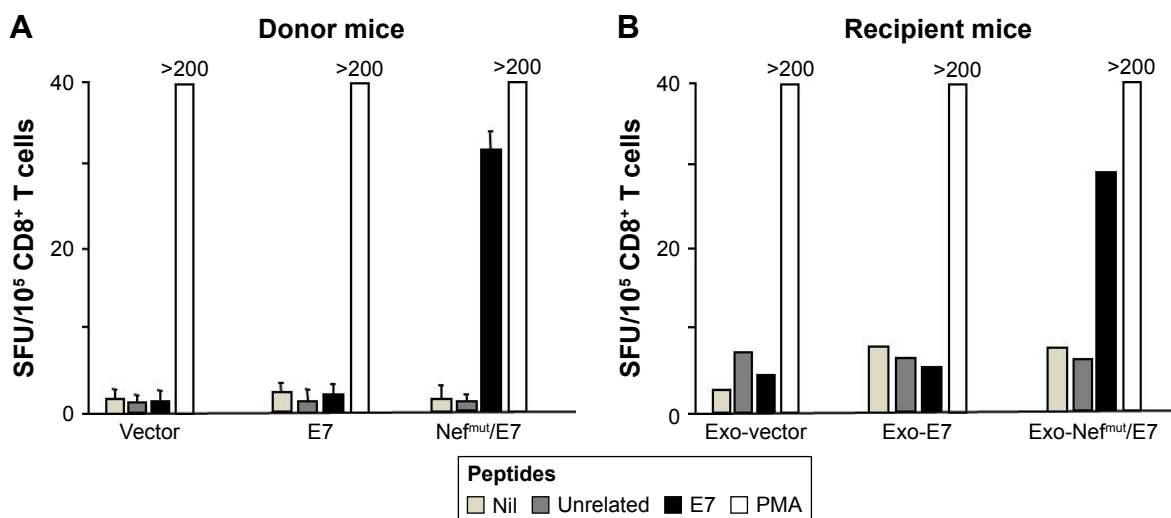 A
Donor mice
SFU/10⁵ CD8⁺ T cells
40
20
0
>200
>200
>200
Vector
E7
Nefᵐᵘᵗ/E7
B
Recipient mice
SFU/10⁵ CD8⁺ T cells
40
20
0
>200
>200
>200
Exo-vector
Exo-E7
Exo-Nefᵐᵘᵗ/E7
Peptides
Nil Unrelated E7 PMA